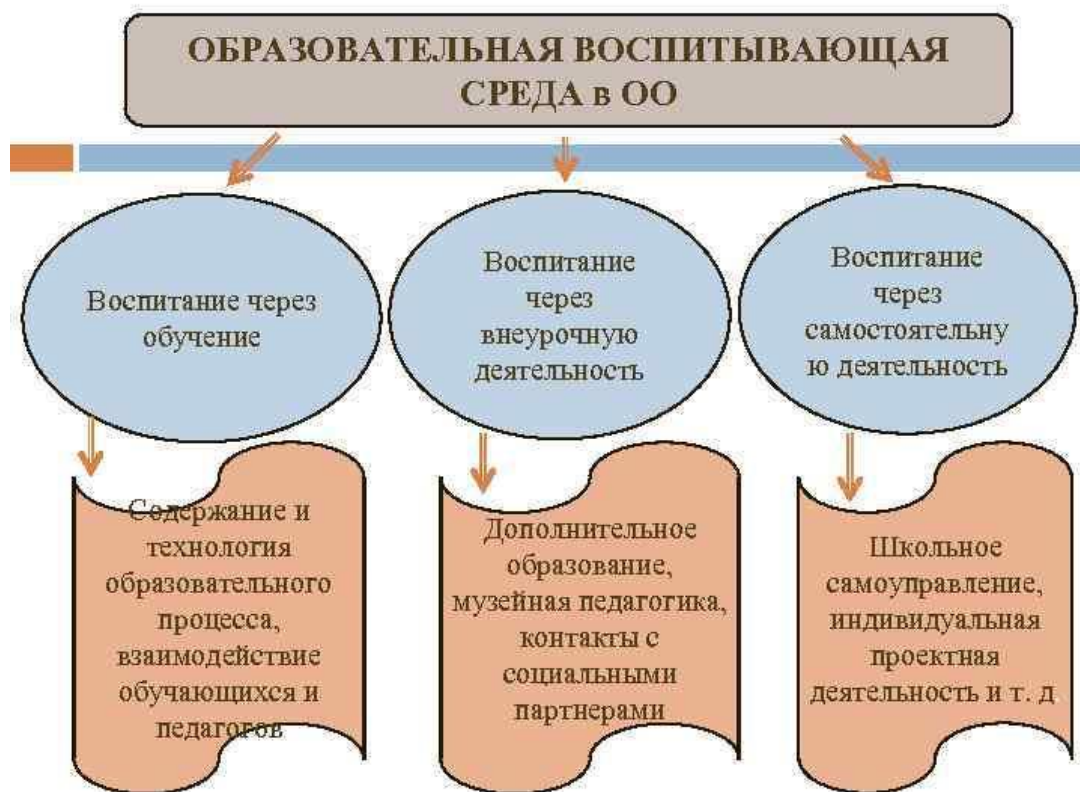 ОБРАЗОВАТЕЛЬНАЯ ВОСПИТЫВАЮЩАЯ
СРЕДА в ОО
Воспитание через
обучение
Воспитание
через
внеурочную
деятельность
Воспитание
через
самостоятельну
ю деятельность
Содержание и
технология
образовательного
процесса,
взаимодействие
обучающихся и
педагогов
Дополнительное
образование,
музейная педагогика,
контакты с
социальными
партнерами
Школьное
самоуправление,
индивидуальная
проектная
деятельность и т. д